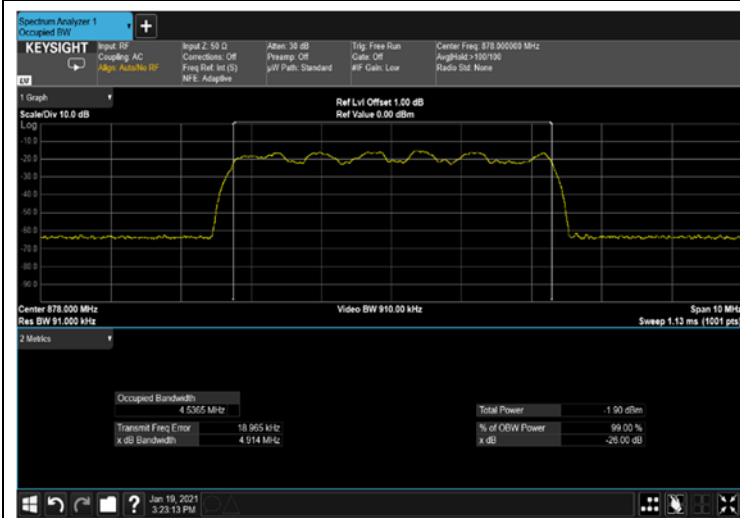 Spectrum Analyzer 1
Occupied BW
+
KEYSIGHT
Input: RF
Coupling: AC
Align: Auto/No RF
Input Z: 50 Ω
Corrections: Off
Freq Ref: Int (S)
NFE: Adaptive
Atten: 30 dB
Preamp: Off
µW Path: Standard
Trig: Free Run
Gate: Off
#IF Gain: Low
Center Freq: 878.000000 MHz
Avg|Hold:>100/100
Radio Std: None
1 Graph
Scale/Div 10.0 dB
Ref Lvl Offset 1.00 dB
Ref Value 0.00 dBm
Log
-10.0
-20.0
-30.0
-40.0
-50.0
-60.0
-70.0
-80.0
-90.0
Center 878.000 MHz
Video BW 910.00 kHz
Span 10 MHz
Res BW 91.000 kHz
Sweep 1.13 ms (1001 pts)
2 Metrics
Occupied Bandwidth
4.5365 MHz
Transmit Freq Error 18.965 kHz
x dB Bandwidth 4.914 MHz
Total Power -1.90 dBm
% of OBW Power 99.00 %
x dB -26.00 dB
?
Jan 19, 2021
3:23:13 PM